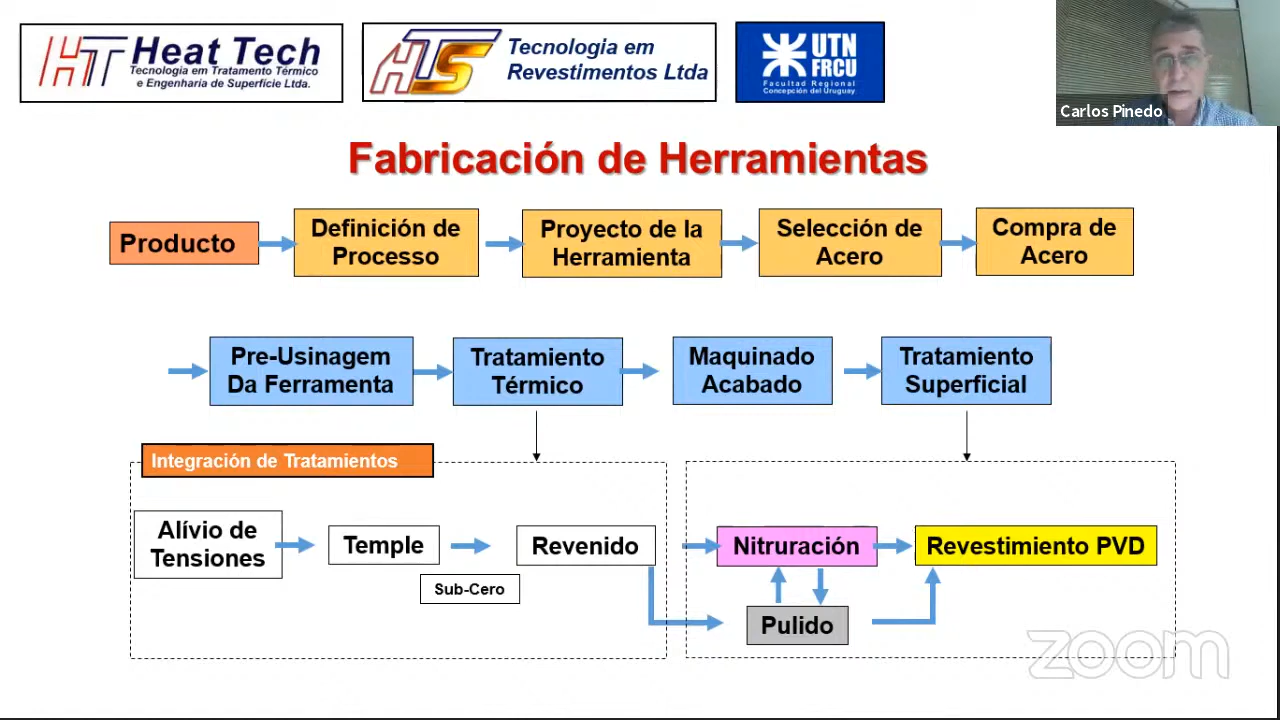 HT Heat Tech
Tecnologia em Tratamento Térmico
e Engenharia de Superfície Ltda.
HTS
Tecnologia em
Revestimentos Ltda
UTN
FRCU
Facultad Regional
Concepción del Uruguay
Carlos Pinedo
Fabricación de Herramientas
Producto
Definición de
Processo
Proyecto de la
Herramienta
Selección de
Acero
Compra de
Acero
Pre-Usinagem
Da Ferramenta
Tratamiento
Térmico
Maquinado
Acabado
Tratamiento
Superficial
Integración de Tratamientos
Alívio de
Tensiones
Temple
Sub-Cero
Revenido
Nitruración
Revestimiento PVD
Pulido
zoom